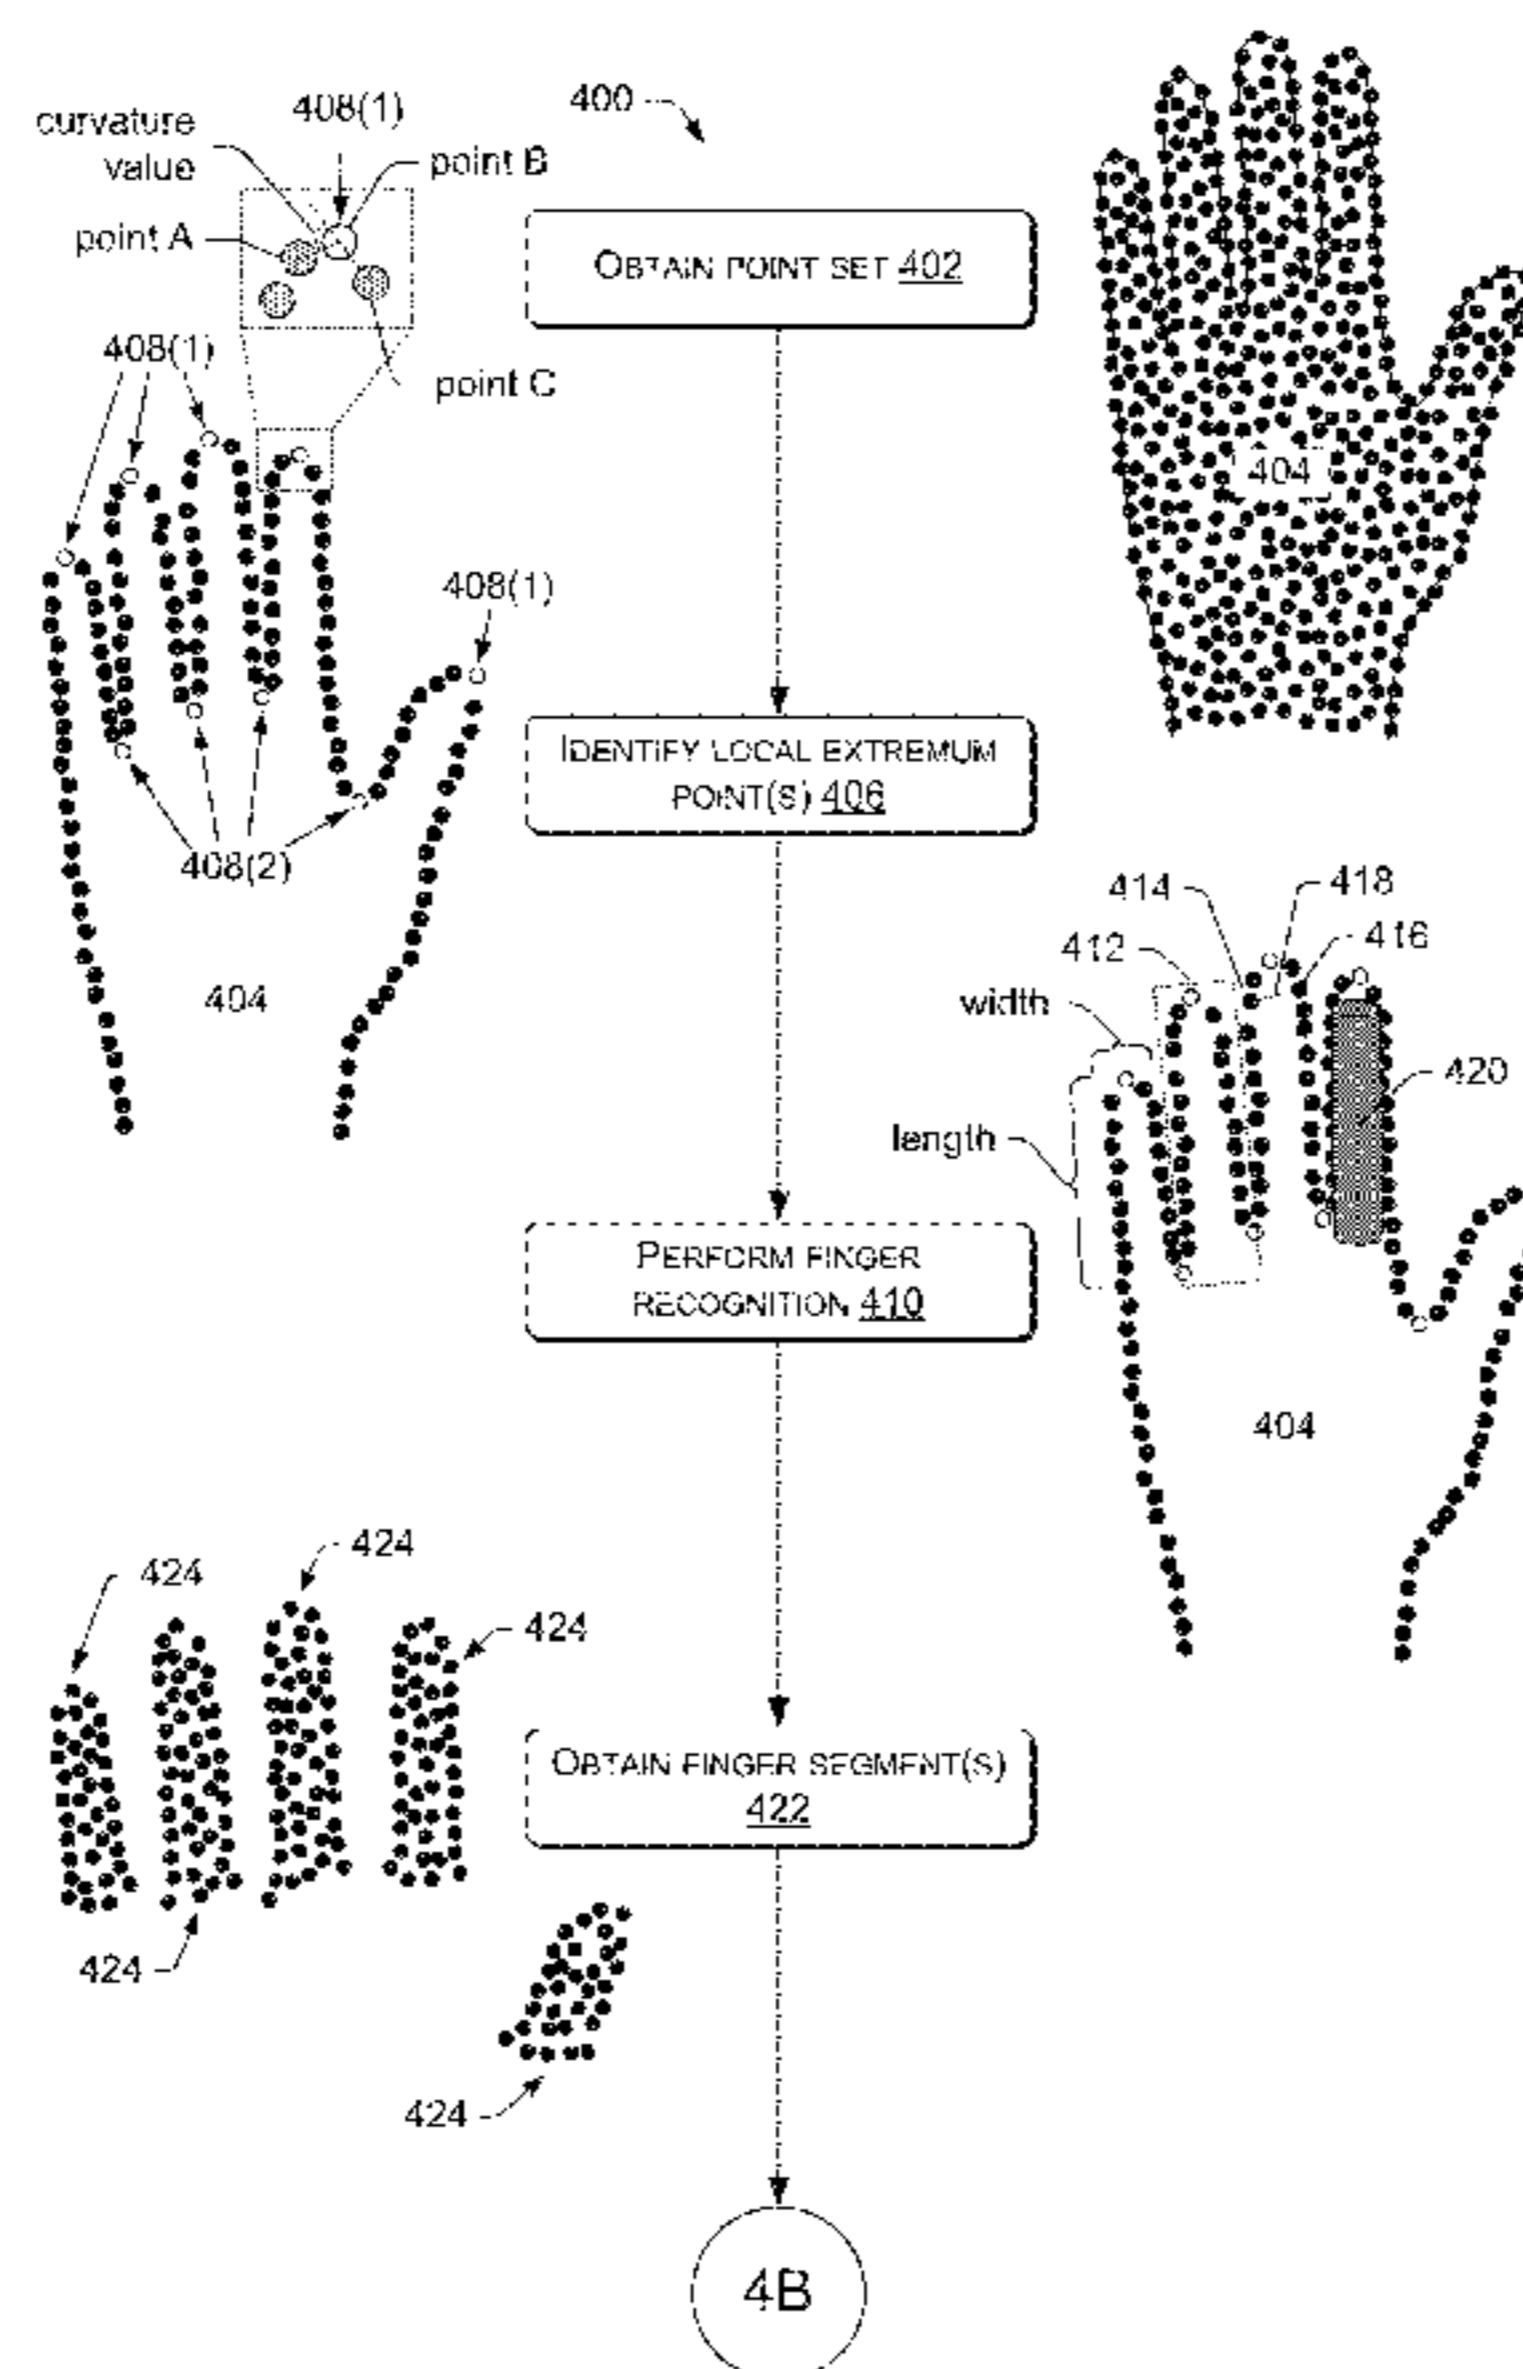 400
408(1)
curvature
value
point B
point A
point C
408(1)
408(1)
408(2)
404
OBTAIN POINT SET 402
404
IDENTIFY LOCAL EXTREMUM
POINT(S) 406
414
418
412
416
width
420
length
404
PERFORM FINGER
RECOGNITION 410
424
424
424
424
424
OBTAIN FINGER SEGMENT(S)
422
4B